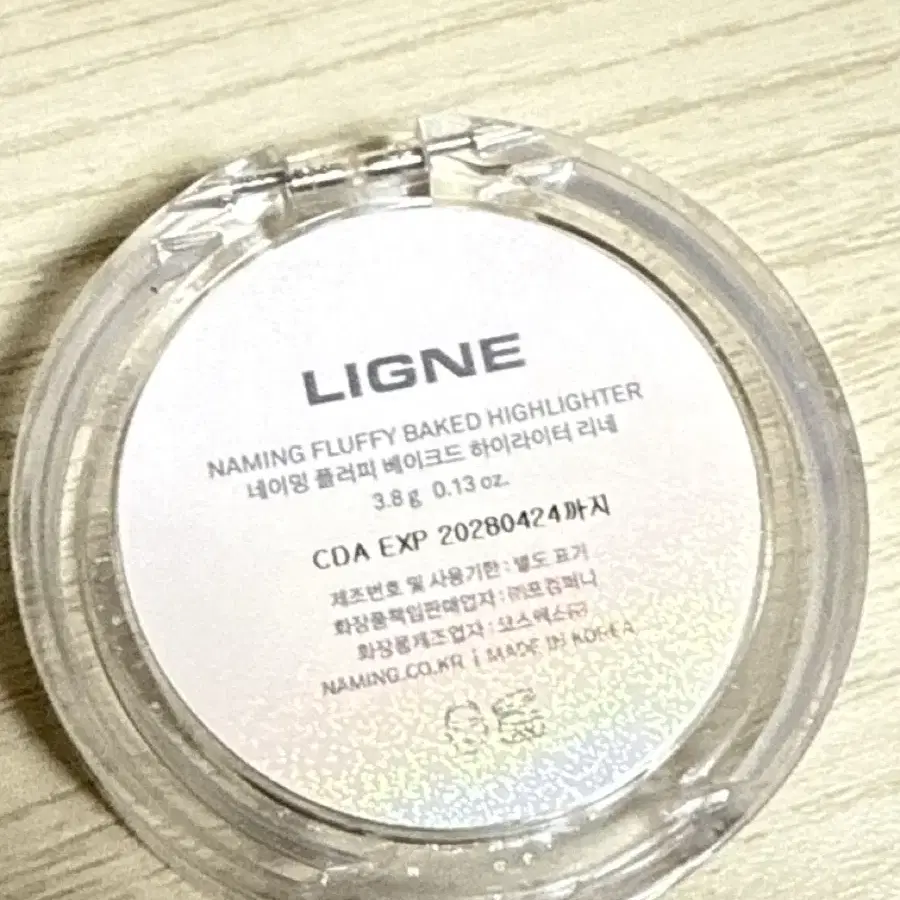 LIGNE
NAMING FLUFFY BAKED HIGHLIGHTER
네이밍 플러피 베이크드 하이라이터 리네
3.8 g 0.13 oz.
CDA EXP 20280424까지
제조번호 및 사용기한 : 별도 표기
화장품책임판매업자 : ㈜포컴퍼니
화장품제조업자 : 코스맥스㈜
NAMING.CO.KR | MADE IN KOREA